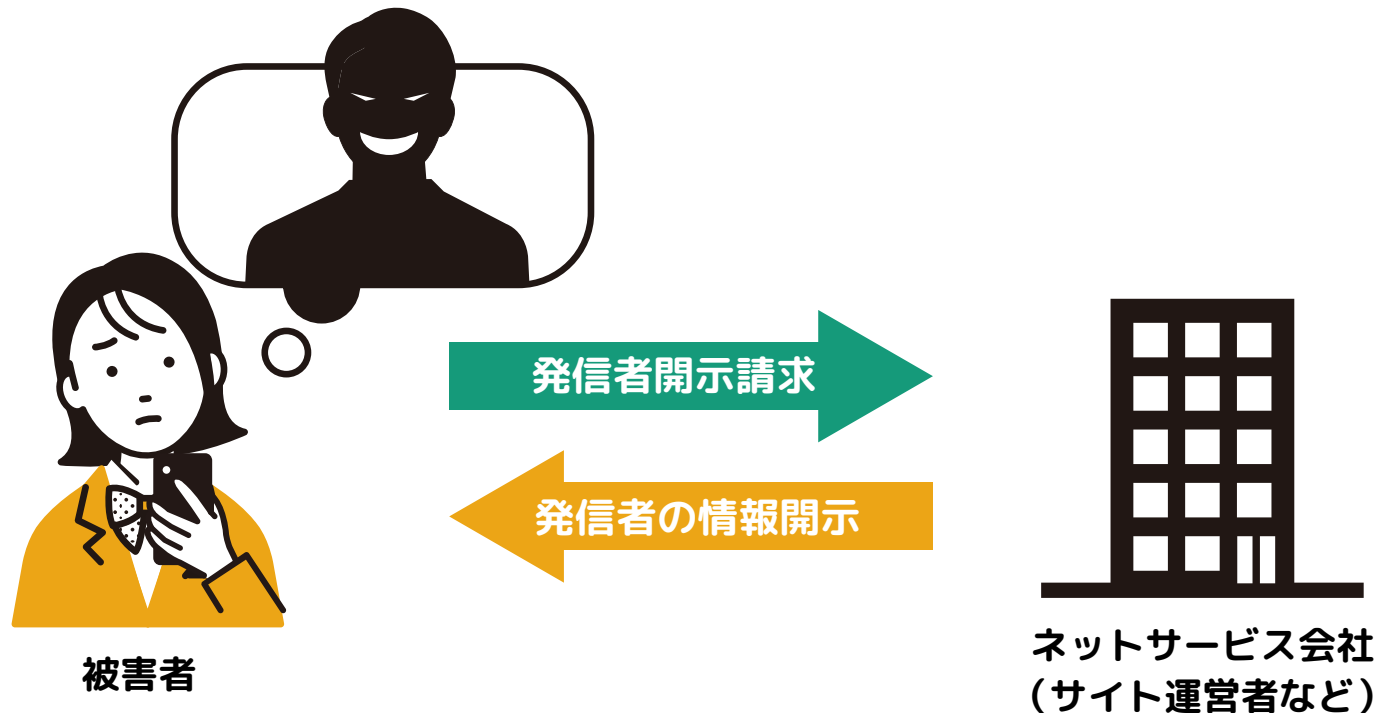 発信者開示請求
発信者の情報開示
被害者
ネットサービス会社
（サイト運営者など）